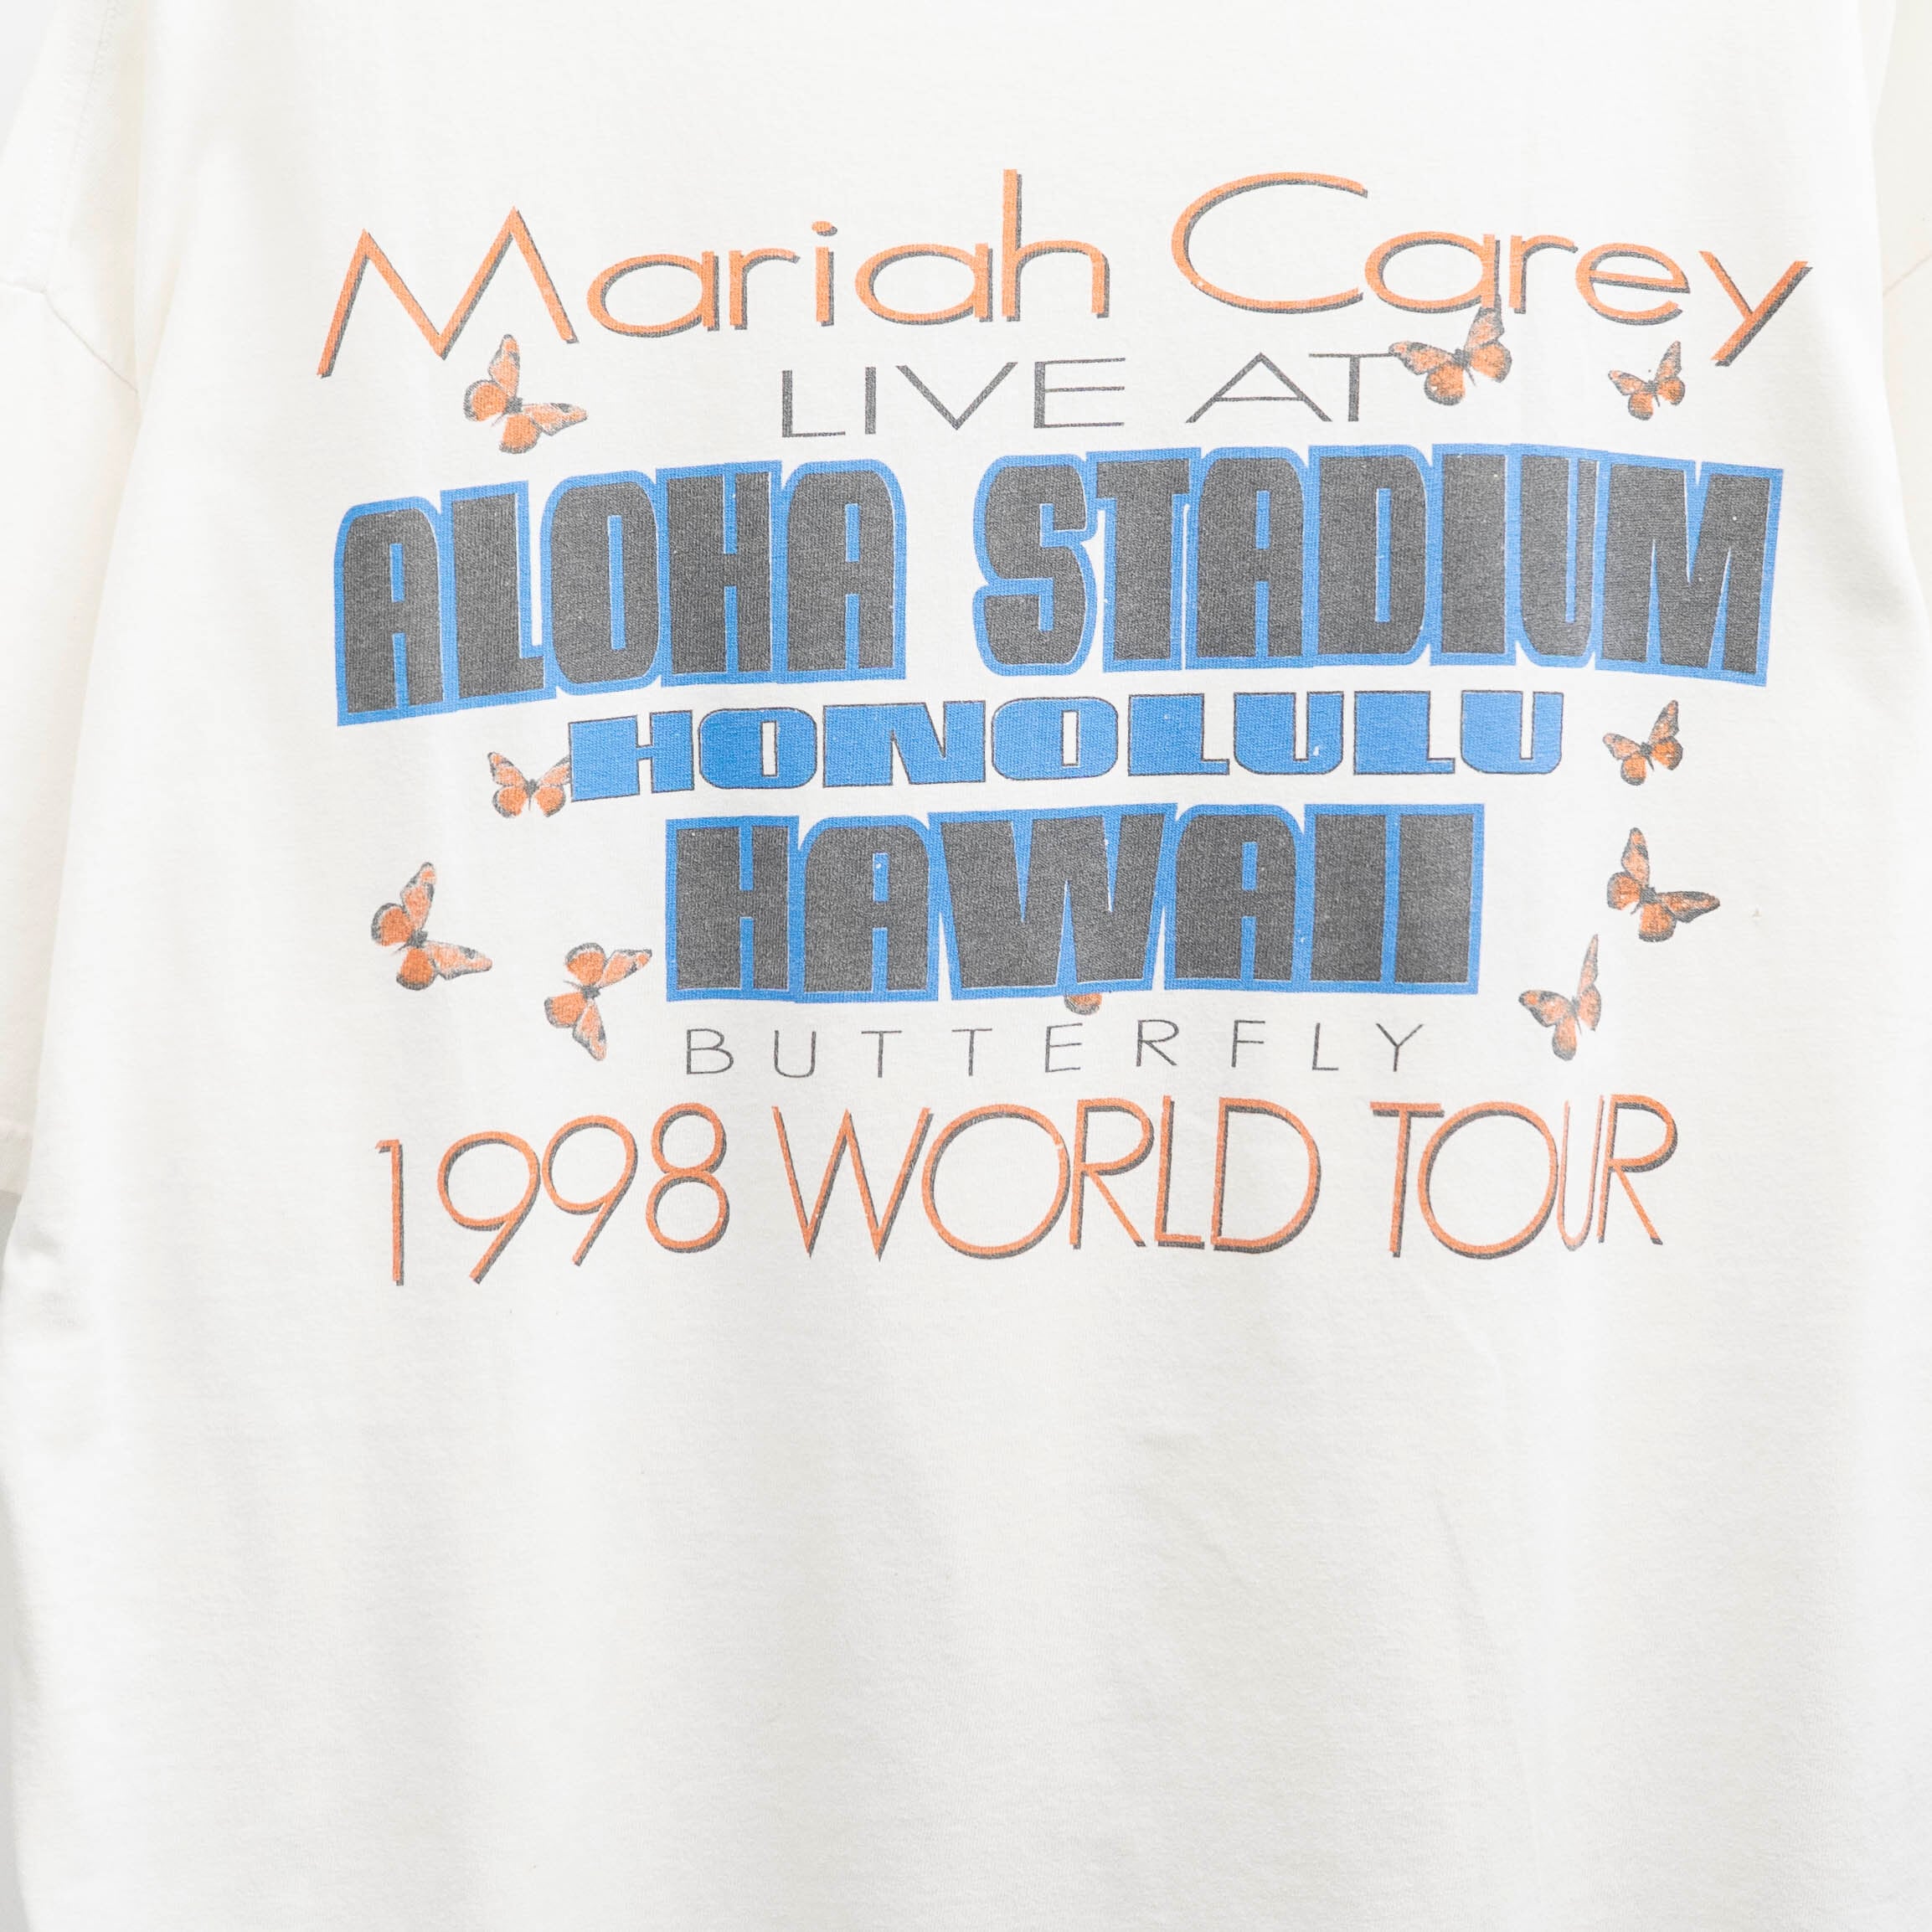 Mariah Carey
LIVE AT
ALOHA STADIUM
HONOLULU
HAWAII
BUTTERFLY
1998 WORLD TOUR